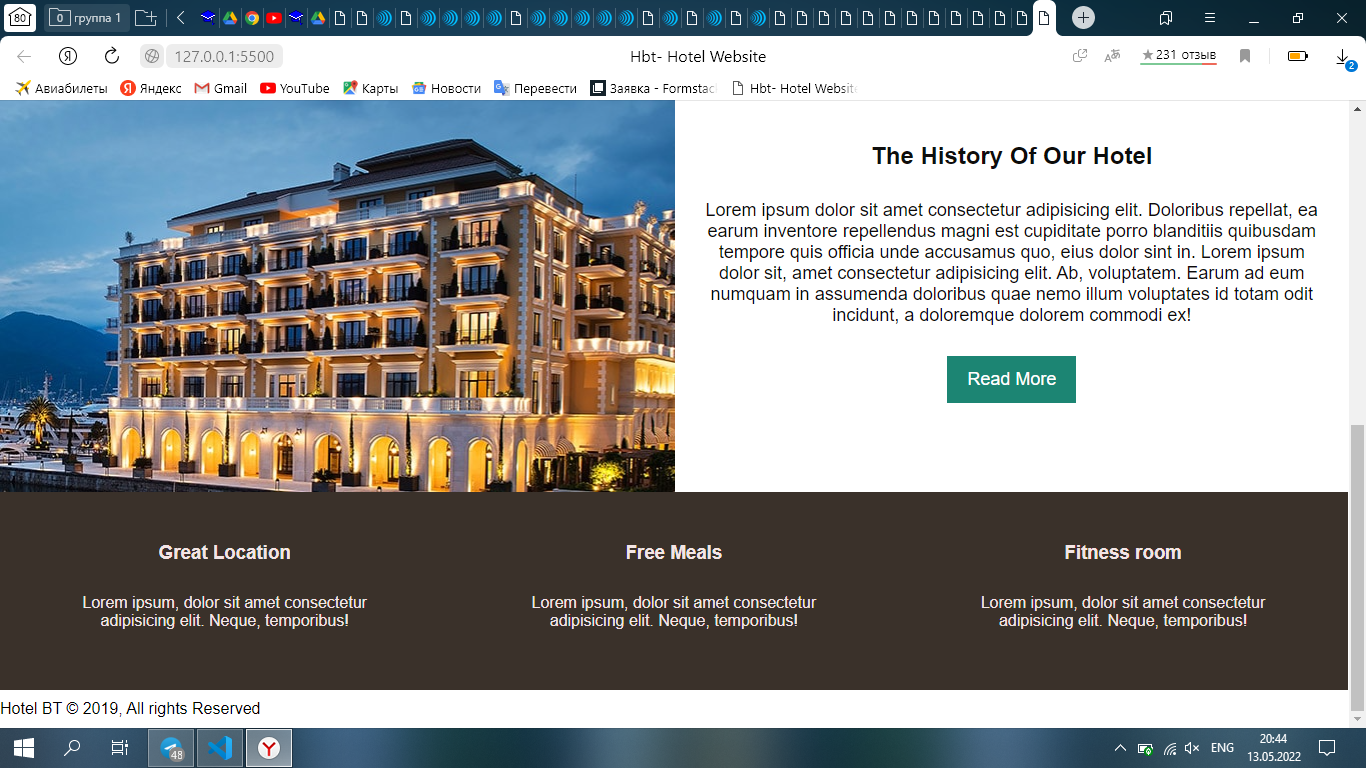 80
0 группа 1
127.0.0.1:5500
Hbt- Hotel Website
231 отзыв
2
Авиабилеты
Яндекс
Gmail
YouTube
Карты
Новости
Перевести
Заявка - Formstac
Hbt- Hotel Website
The History Of Our Hotel
Lorem ipsum dolor sit amet consectetur adipisicing elit. Doloribus repellat, ea
earum inventore repellendus magni est cupiditate porro blanditiis quibusdam
tempore quis officia unde accusamus quo, eius dolor sint in. Lorem ipsum
dolor sit, amet consectetur adipisicing elit. Ab, voluptatem. Earum ad eum
numquam in assumenda doloribus quae nemo illum voluptates id totam odit
incidunt, a doloremque dolorem commodi ex!
Read More
Great Location
Lorem ipsum, dolor sit amet consectetur
adipisicing elit. Neque, temporibus!
Free Meals
Lorem ipsum, dolor sit amet consectetur
adipisicing elit. Neque, temporibus!
Fitness room
Lorem ipsum, dolor sit amet consectetur
adipisicing elit. Neque, temporibus!
Hotel BT © 2019, All rights Reserved
48
ENG
20:44
13.05.2022